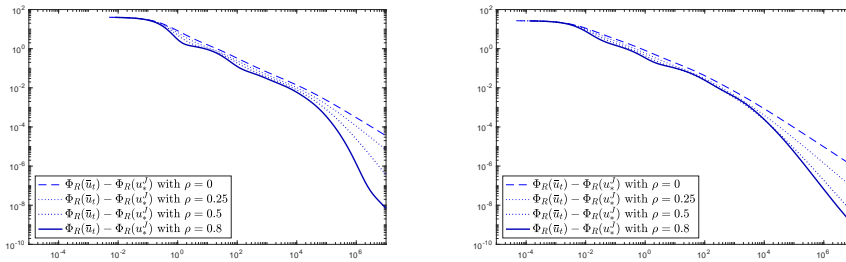 10^2
10^0
10^-2
10^-4
10^-6
10^-8
10^-10
10^-4 10^-2 10^0 10^2 10^4 10^6
Φ_R(ū_t) − Φ_R(u_*^J) with ρ = 0
Φ_R(ū_t) − Φ_R(u_*^J) with ρ = 0.25
Φ_R(ū_t) − Φ_R(u_*^J) with ρ = 0.5
Φ_R(ū_t) − Φ_R(u_*^J) with ρ = 0.8
10^2
10^0
10^-2
10^-4
10^-6
10^-8
10^-10
10^-4 10^-2 10^0 10^2 10^4 10^6
Φ_R(ū_t) − Φ_R(u_*^J) with ρ = 0
Φ_R(ū_t) − Φ_R(u_*^J) with ρ = 0.25
Φ_R(ū_t) − Φ_R(u_*^J) with ρ = 0.5
Φ_R(ū_t) − Φ_R(u_*^J) with ρ = 0.8